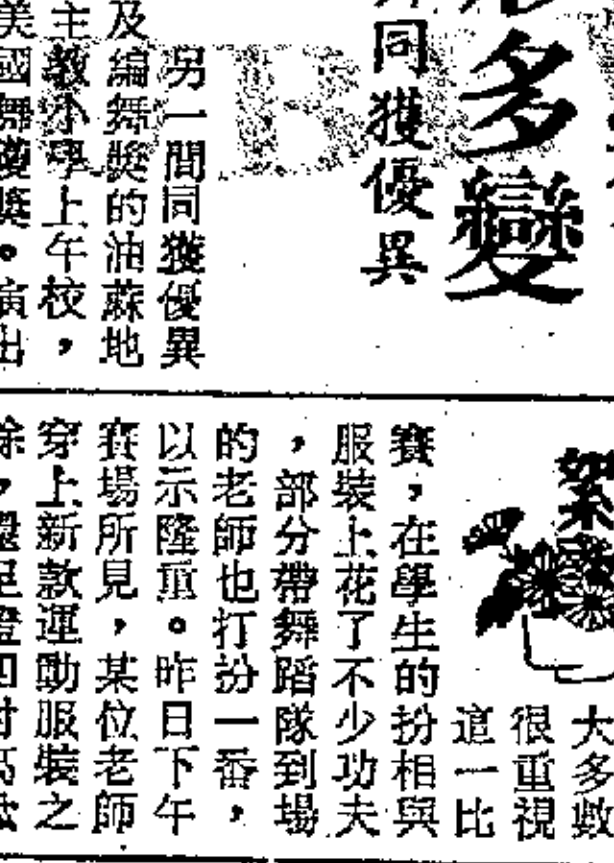 多變
同獲優異
另一間同獲優異
及編舞獎的油蔴地
主教小學上午校，
美國舞獲獎。演出
大多數
很重視
這一比
賽，在學生的扮相與
服裝上花了不少功夫
，部分帶舞蹈隊到場
的老師也打扮一番，
以示隆重。昨日下午
賽場所見，某位老師
穿上新款運動服裝之